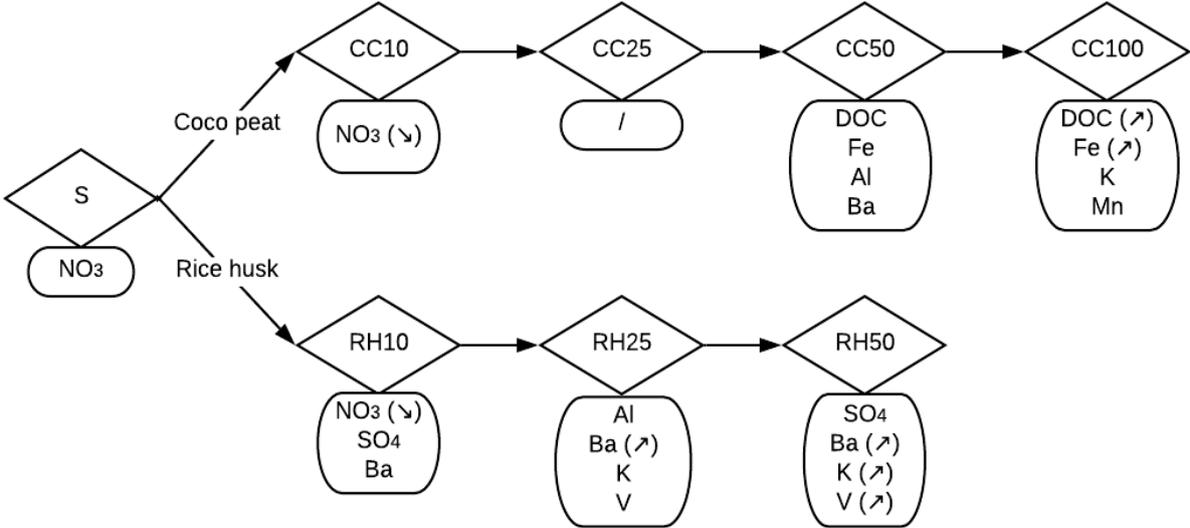 CC10
CC25
CC50
CC100
NO3 (↘)
/
DOC
Fe
Al
Ba
DOC (↗)
Fe (↗)
K
Mn
Coco peat
S
NO3
Rice husk
RH10
RH25
RH50
NO3 (↘)
SO4
Ba
Al
Ba (↗)
K
V
SO4
Ba (↗)
K (↗)
V (↗)